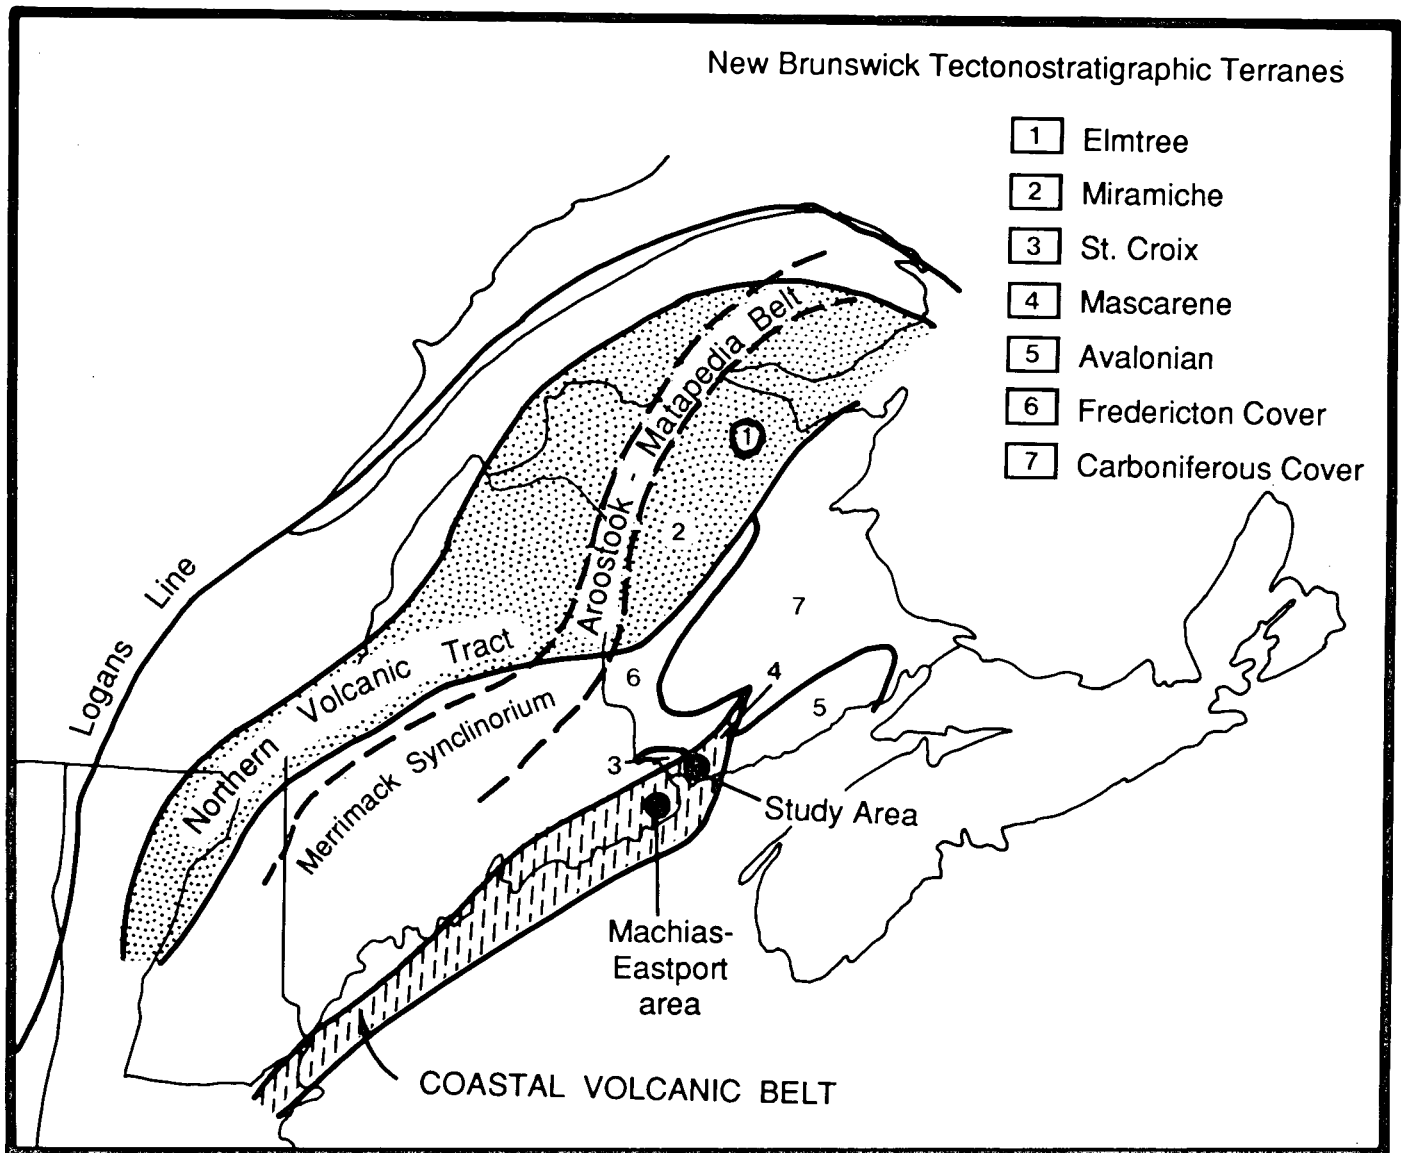 New Brunswick Tectonostratigraphic Terranes
1 Elmtree
2 Miramiche
3 St. Croix
4 Mascarene
5 Avalonian
6 Fredericton Cover
7 Carboniferous Cover
Aroostook - Matapedia Belt
1
2
Logans Line
Northern Volcanic Tract
7
6
4
5
Merrimack Synclinorium
3
Study Area
Machias-
Eastport
area
COASTAL VOLCANIC BELT